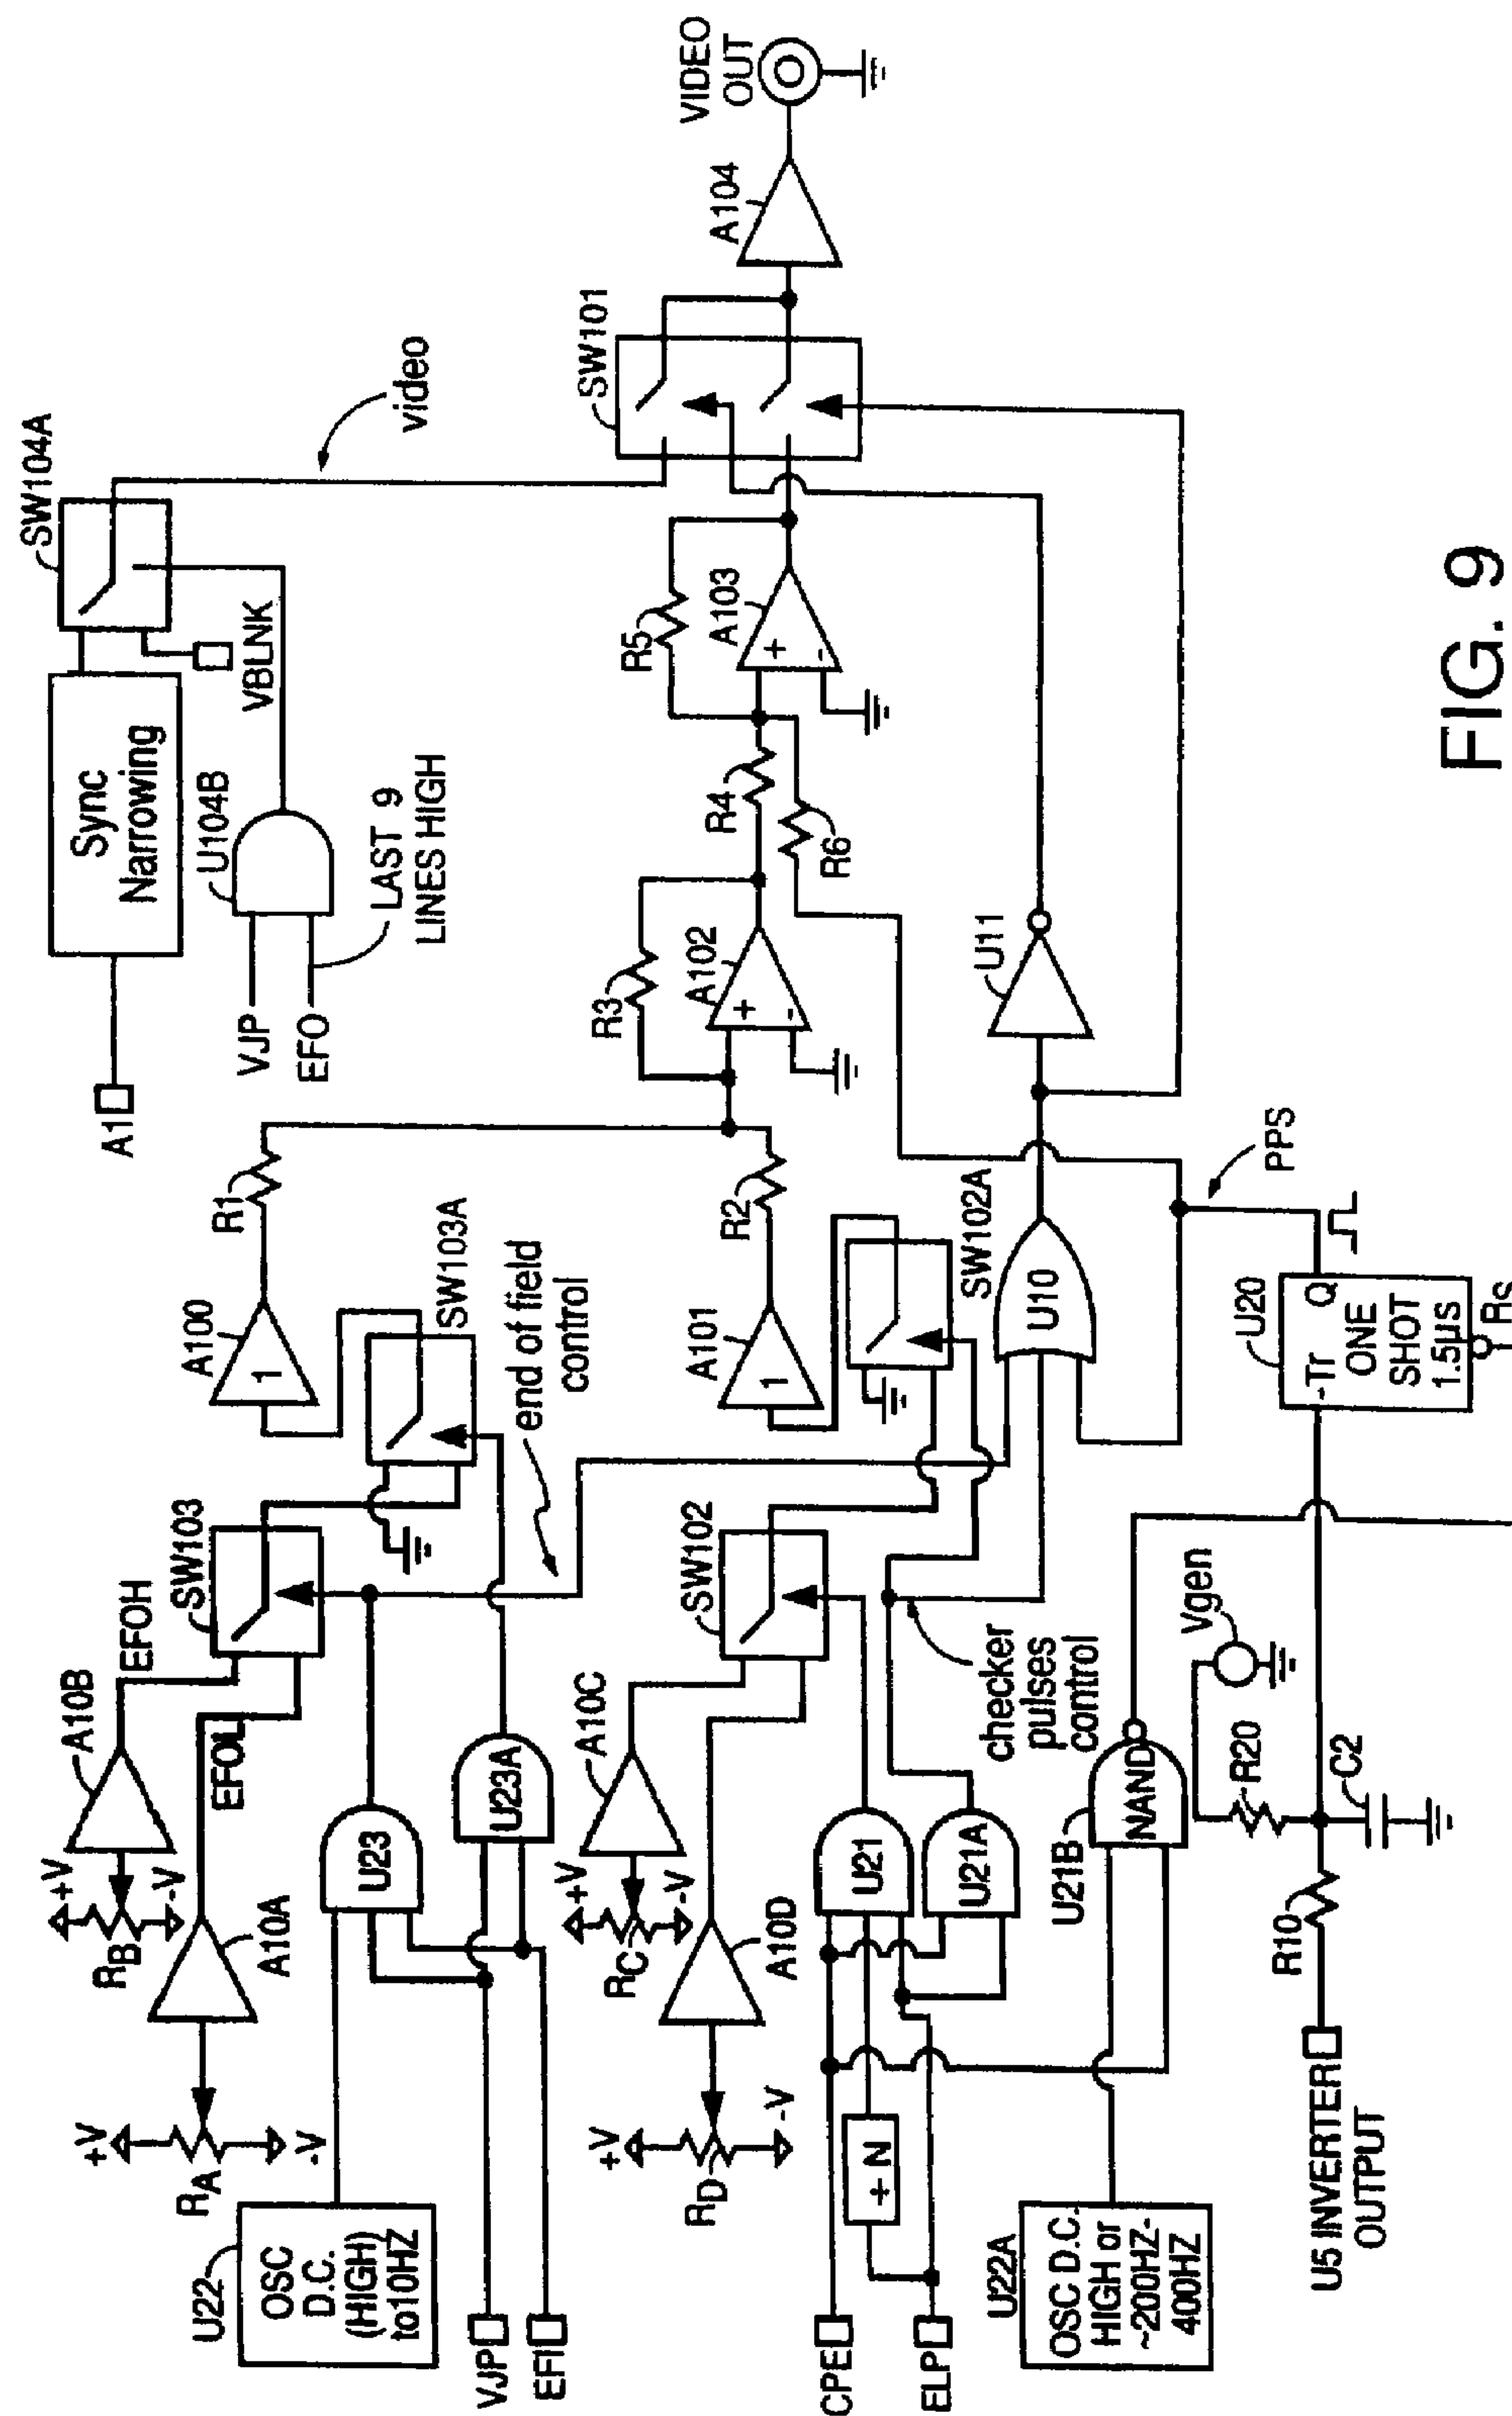 A1
Sync
Narrowing
SW104A
VBLNK
VJP
EFO
U104B
LAST 9
LINES HIGH
video
+V
RB
-V
A10B
EFOH
+V
RA
-V
A10A
EFOL
SW103
A100
1
R1
SW103A
end of field
control
U22
OSC
D.C.
(HIGH)
to10HZ
VJP
EFI
U23
U23A
R3
A102
+
-
R4
R5
R6
A103
+
-
SW101
A104
VIDEO
OUT
+V
RC
-V
A10C
+V
RD
-V
A10D
SW102
A101
1
R2
SW102A
CPE
÷ N
ELP
U21
U21A
checker
pulses
control
U10
U11
U22A
OSC D.C.
HIGH or
~200HZ-
400HZ
U21B
NAND
Vgen
R20
C2
R10
U5 INVERTER
OUTPUT
U20
-Tr
Q
ONE
SHOT
1.5µs
RS
PPS
FIG. 9